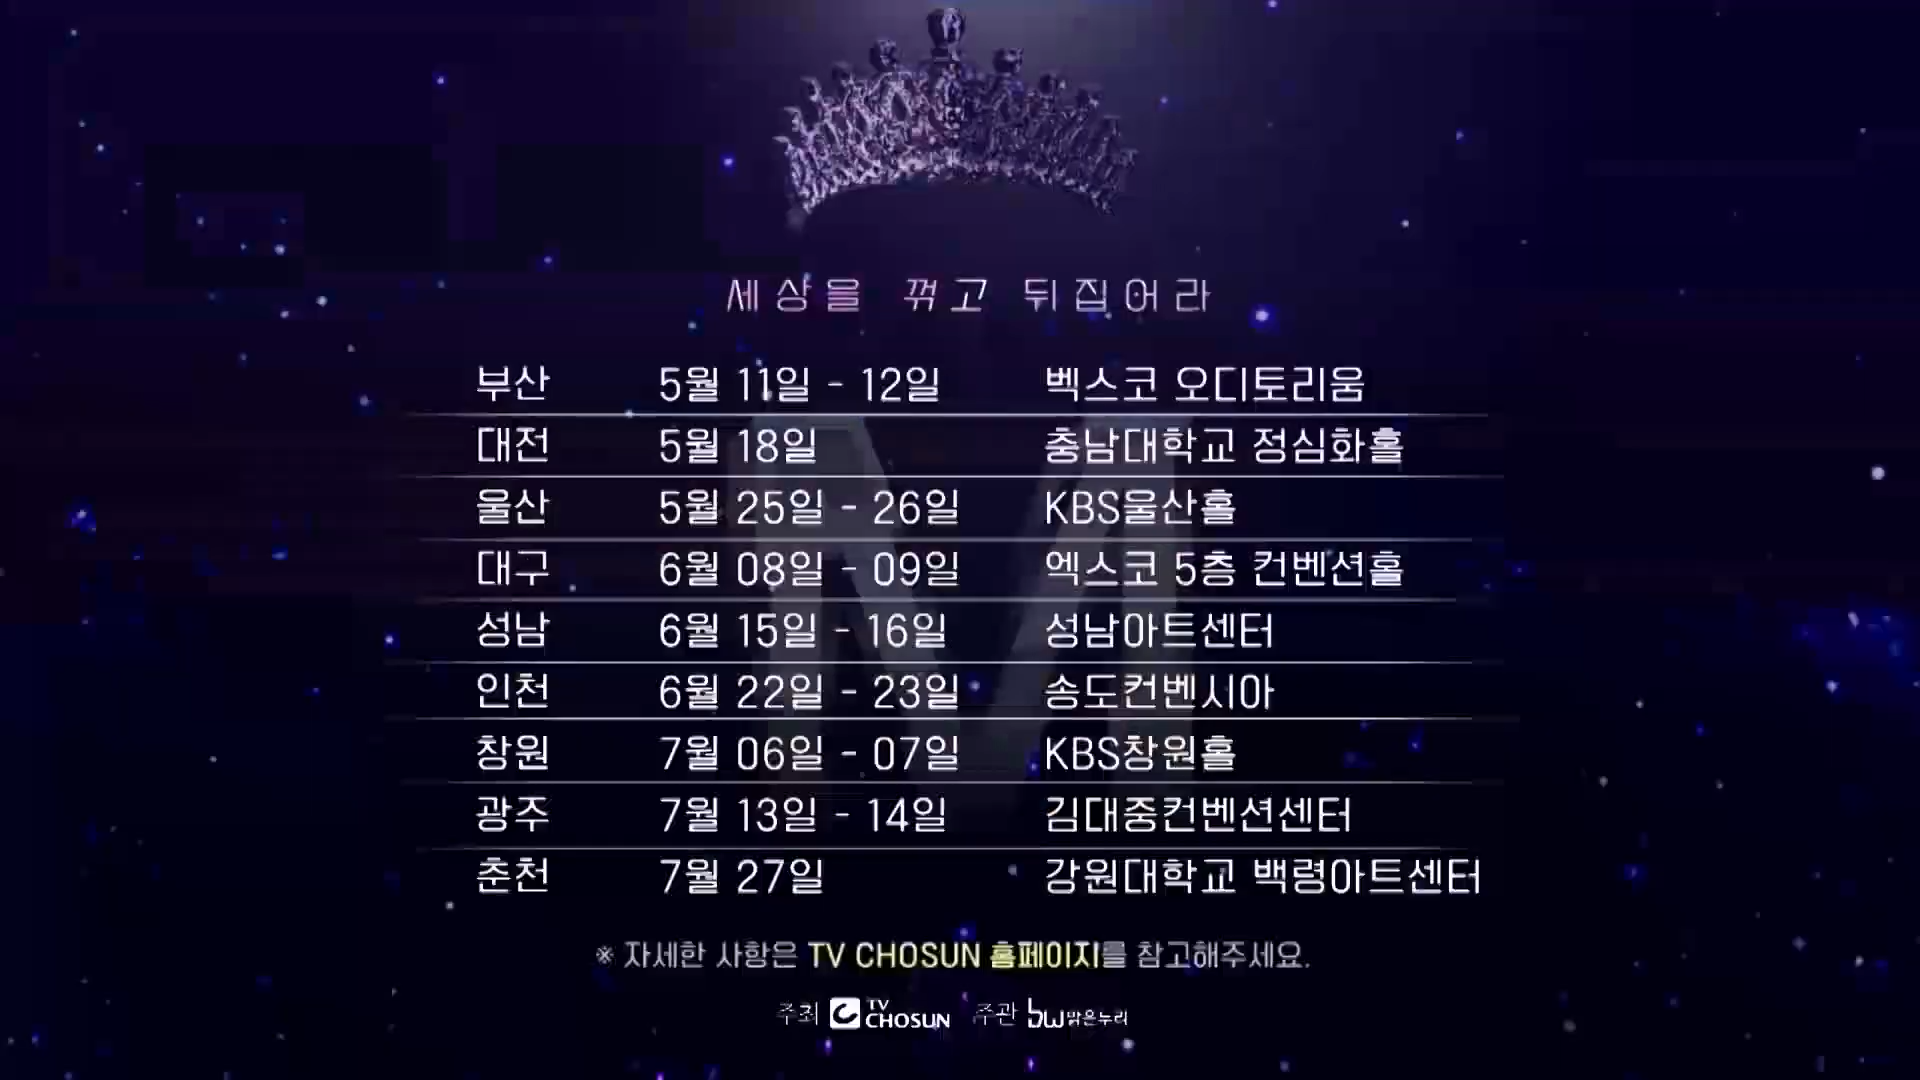 세상을 꺾고 뒤집어라
부산 5월 11일 - 12일 벡스코 오디토리움
대전 5월 18일 충남대학교 정심화홀
울산 5월 25일 - 26일 KBS울산홀
대구 6월 08일 - 09일 엑스코 5층 컨벤션홀
성남 6월 15일 - 16일 성남아트센터
인천 6월 22일 - 23일 송도컨벤시아
창원 7월 06일 - 07일 KBS창원홀
광주 7월 13일 - 14일 김대중컨벤션센터
춘천 7월 27일 강원대학교 백령아트센터
※ 자세한 사항은 TV CHOSUN 홈페이지를 참고해주세요.
주최 TV CHOSUN 주관 bw맑은누리